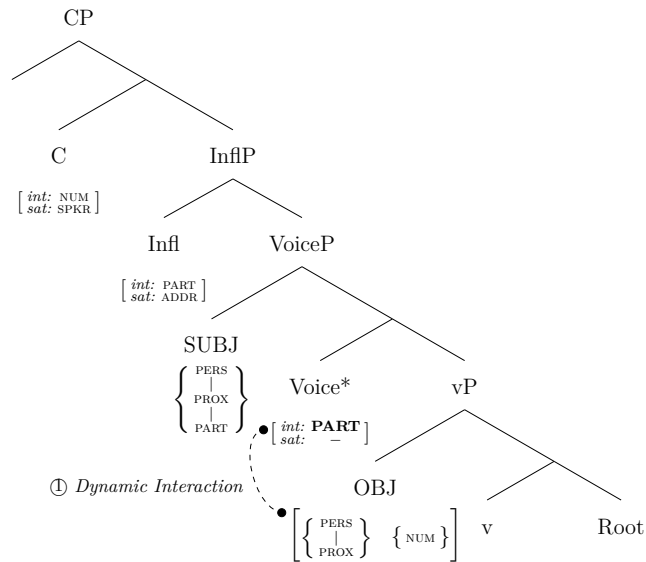 CP
C
InflP
[ int: NUM
sat: SPKR ]
Infl
VoiceP
[ int: PART
sat: ADDR ]
SUBJ
{ PERS
|
PROX
|
PART }
Voice*
vP
[ int: PART
sat: – ]
① Dynamic Interaction
OBJ
[ { PERS
|
PROX } { NUM } ]
v
Root